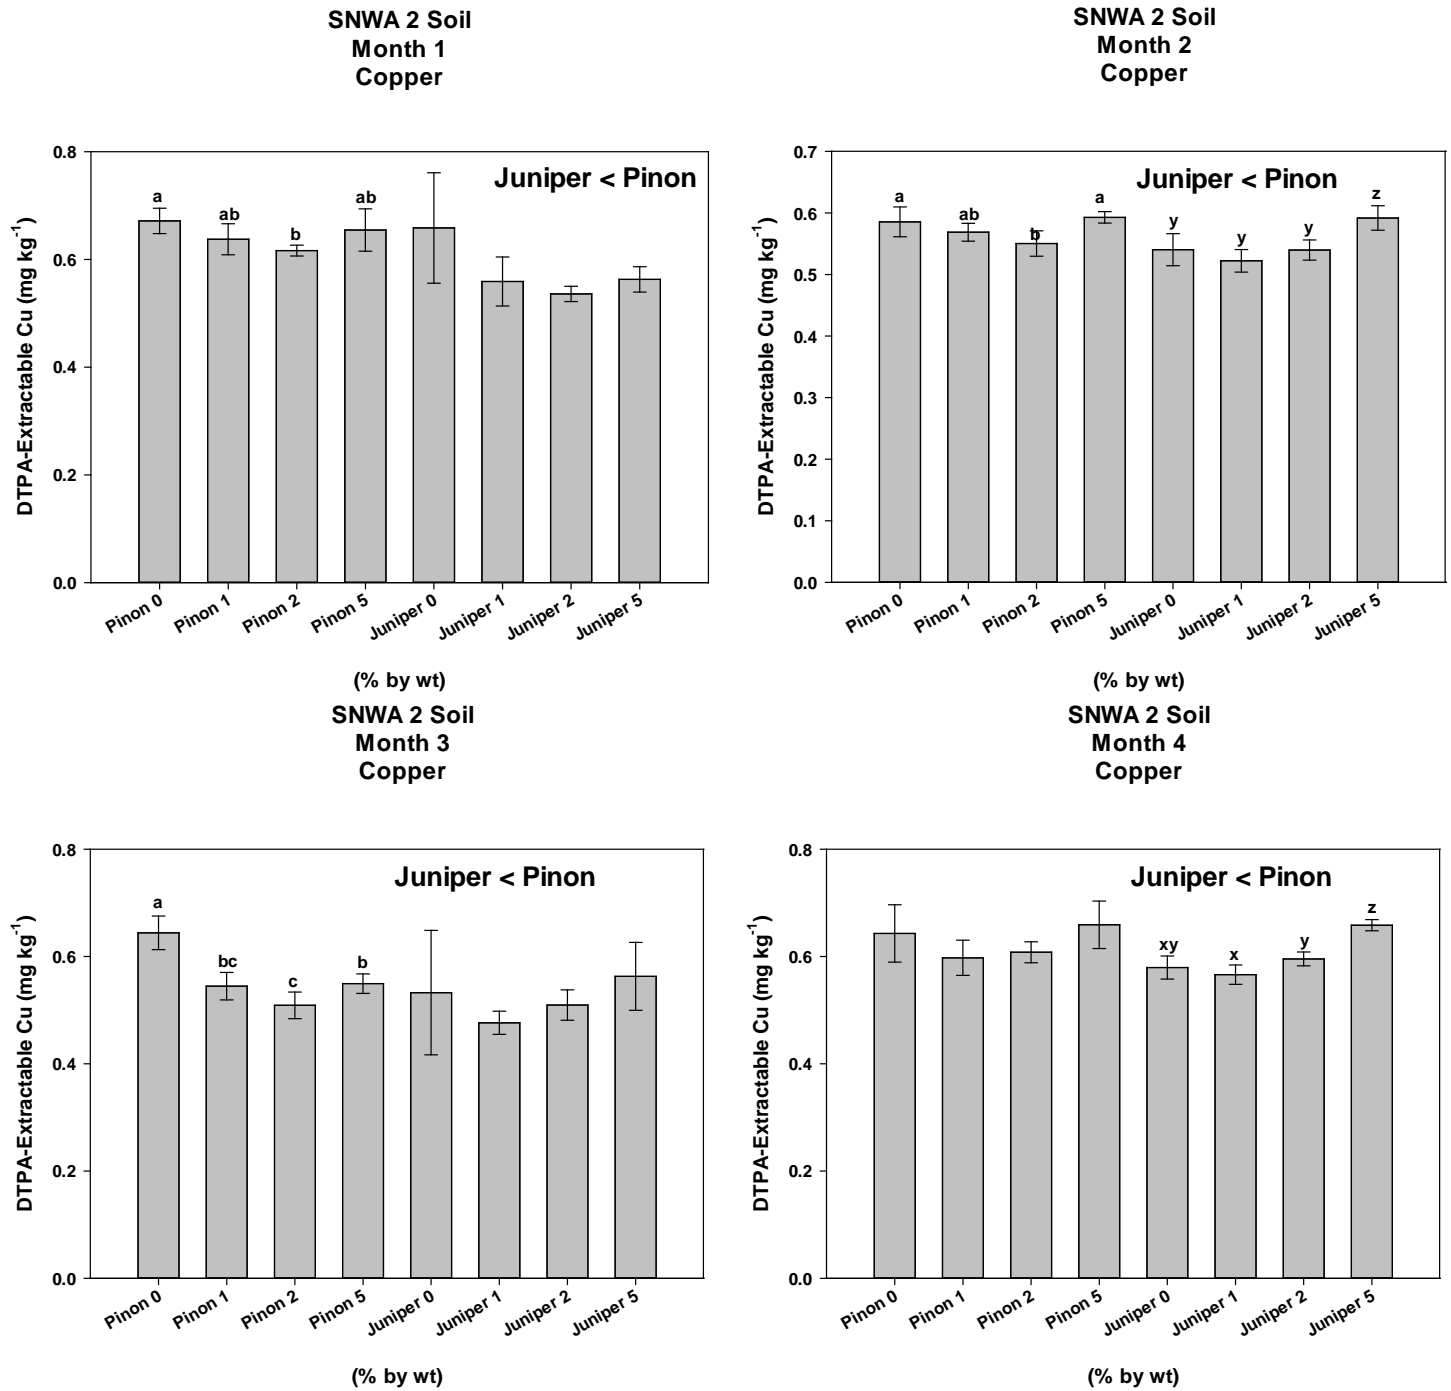 SNWA 2 Soil
Month 1
Copper
Juniper < Pinon
DTPA-Extractable Cu (mg kg-1)
0.8
0.6
0.4
0.2
0.0
a
ab
b
ab
Pinon 0
Pinon 1
Pinon 2
Pinon 5
Juniper 0
Juniper 1
Juniper 2
Juniper 5
(% by wt)
SNWA 2 Soil
Month 2
Copper
Juniper < Pinon
DTPA-Extractable Cu (mg kg-1)
0.7
0.6
0.5
0.4
0.3
0.2
0.1
0.0
a
ab
b
a
y
y
y
z
Pinon 0
Pinon 1
Pinon 2
Pinon 5
Juniper 0
Juniper 1
Juniper 2
Juniper 5
(% by wt)
SNWA 2 Soil
Month 3
Copper
Juniper < Pinon
DTPA-Extractable Cu (mg kg-1)
0.8
0.6
0.4
0.2
0.0
a
bc
c
b
Pinon 0
Pinon 1
Pinon 2
Pinon 5
Juniper 0
Juniper 1
Juniper 2
Juniper 5
(% by wt)
SNWA 2 Soil
Month 4
Copper
Juniper < Pinon
DTPA-Extractable Cu (mg kg-1)
0.8
0.6
0.4
0.2
0.0
xy
x
y
z
Pinon 0
Pinon 1
Pinon 2
Pinon 5
Juniper 0
Juniper 1
Juniper 2
Juniper 5
(% by wt)